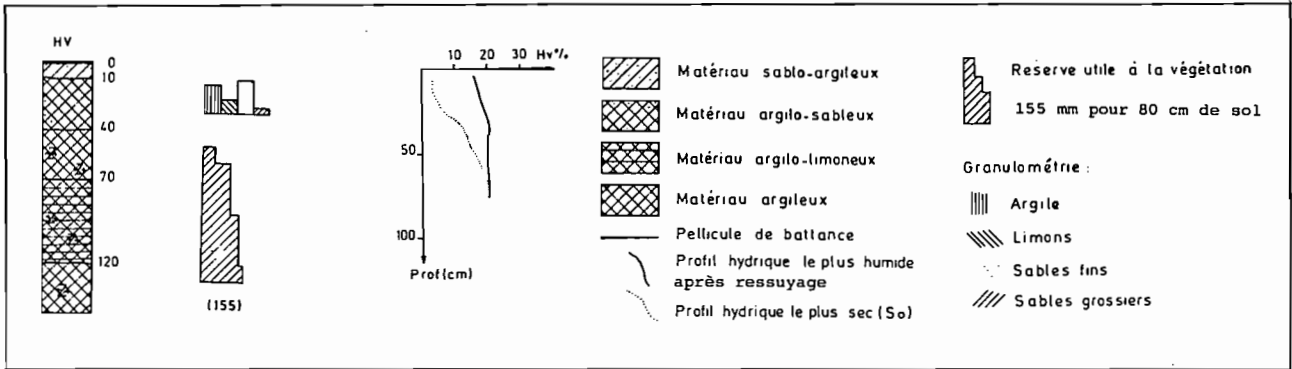 HV
0
10
40
70
120
(155)
10 20 30 Hv%
50
100
Prof(cm)
Matériau sablo-argileux
Matériau argilo-sableux
Matériau argilo-limoneux
Matériau argileux
Pellicule de battance
Profil hydrique le plus humide
après ressuyage
Profil hydrique le plus sec (So)
Réserve utile à la végétation
155 mm pour 80 cm de sol
Granulométrie :
Argile
Limons
Sables fins
Sables grossiers